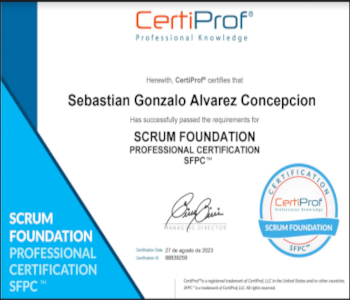 CertiProf®
Professional Knowledge
Herewith, CertiProf® certifies that
Sebastian Gonzalo Alvarez Concepcion
Has successfully passed the requirements for
SCRUM FOUNDATION
PROFESSIONAL CERTIFICATION
SFPC™
MANAGING DIRECTOR
Certification Date: 27 de agosto de 2023
Certification ID:
CertiProf® is a registered trademark of CertiProf, LLC in the United States and/or other countries.
SFPC™ is a trademark of CertiProf, LLC. All rights reserved.
SCRUM
FOUNDATION
PROFESSIONAL
CERTIFICATION
SFPC™
CERTIFICATION
CertiProf
Professional Knowledge
SCRUM FOUNDATION
SFPC™